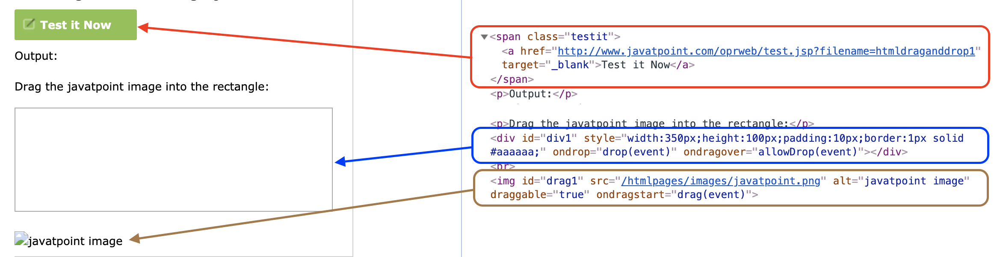 Test it Now
Output:
Drag the javatpoint image into the rectangle:
javatpoint image
▼<span class="testit">
<a href="http://www.javatpoint.com/oprweb/test.jsp?filename=htmldraganddrop1"
target="_blank">Test it Now</a>
</span>
<p>Output:</p>
<p>Drag the javatpoint image into the rectangle:</p>
<div id="div1" style="width:350px;height:100px;padding:10px;border:1px solid
#aaaaaa;" ondrop="drop(event)" ondragover="allowDrop(event)"></div>
<br>
<img id="drag1" src="/htmlpages/images/javatpoint.png" alt="javatpoint image"
draggable="true" ondragstart="drag(event)">